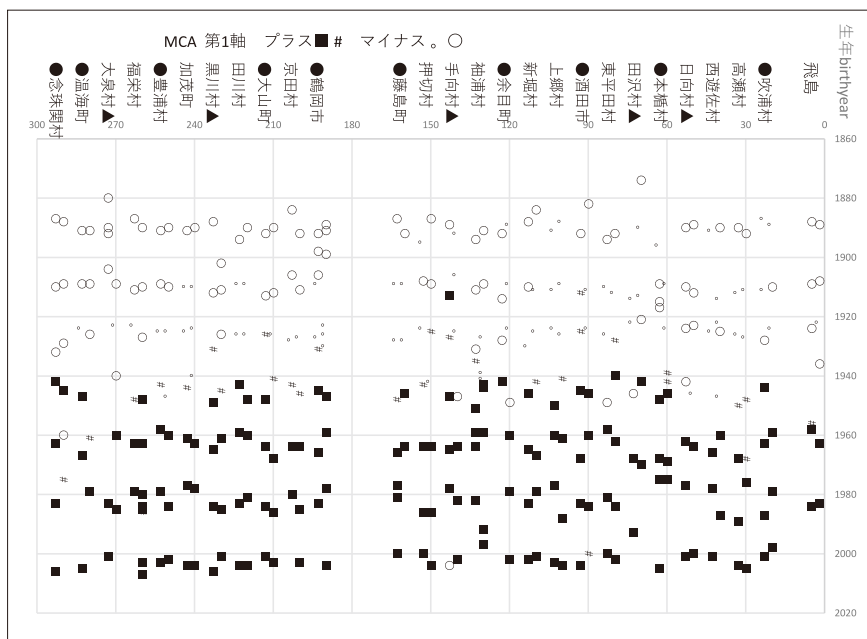 MCA 第1軸 プラス■ # マイナス 。○
生年birthyear
●念珠関村
●温海町
大泉村▶
福栄村
●豊浦村
加茂町
黒川村▶
田川村
●大山町
京田村
●鶴岡市
●藤島町
押切村
手向村▶
袖浦村
●余目町
新堀村
上郷村
●酒田市
東平田村
田沢村▶
●本楯村
日向村▶
西遊佐村
高瀬村
●吹浦村
飛島
300 270 240 210 180 150 120 90 60 30 0
1860
1880
1900
1920
1940
1960
1980
2000
2020